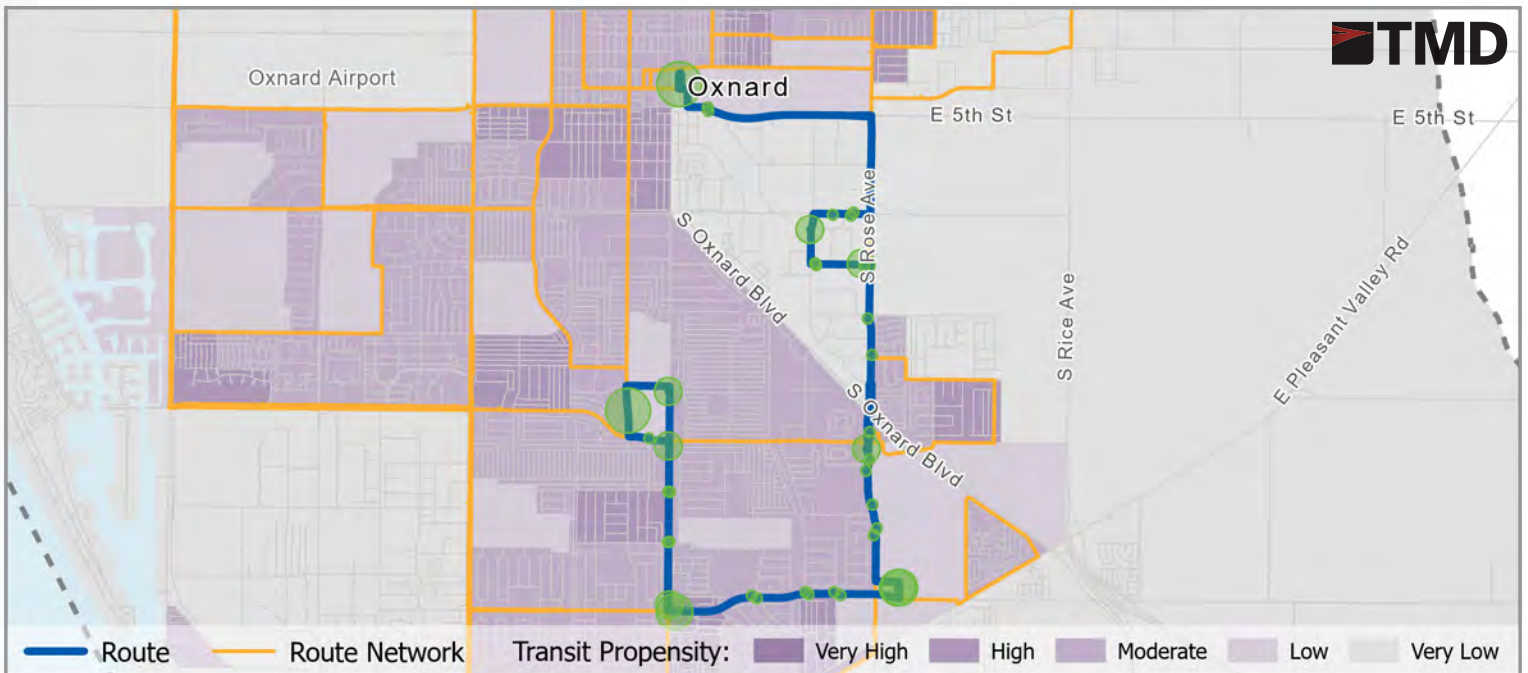 TMD
Oxnard Airport
Oxnard
E 5th St
E 5th St
S Rose Ave
S Oxnard Blvd
S Rice Ave
E Pleasant Valley Rd
S Oxnard Blvd
Route
Route Network
Transit Propensity:
Very High
High
Moderate
Low
Very Low